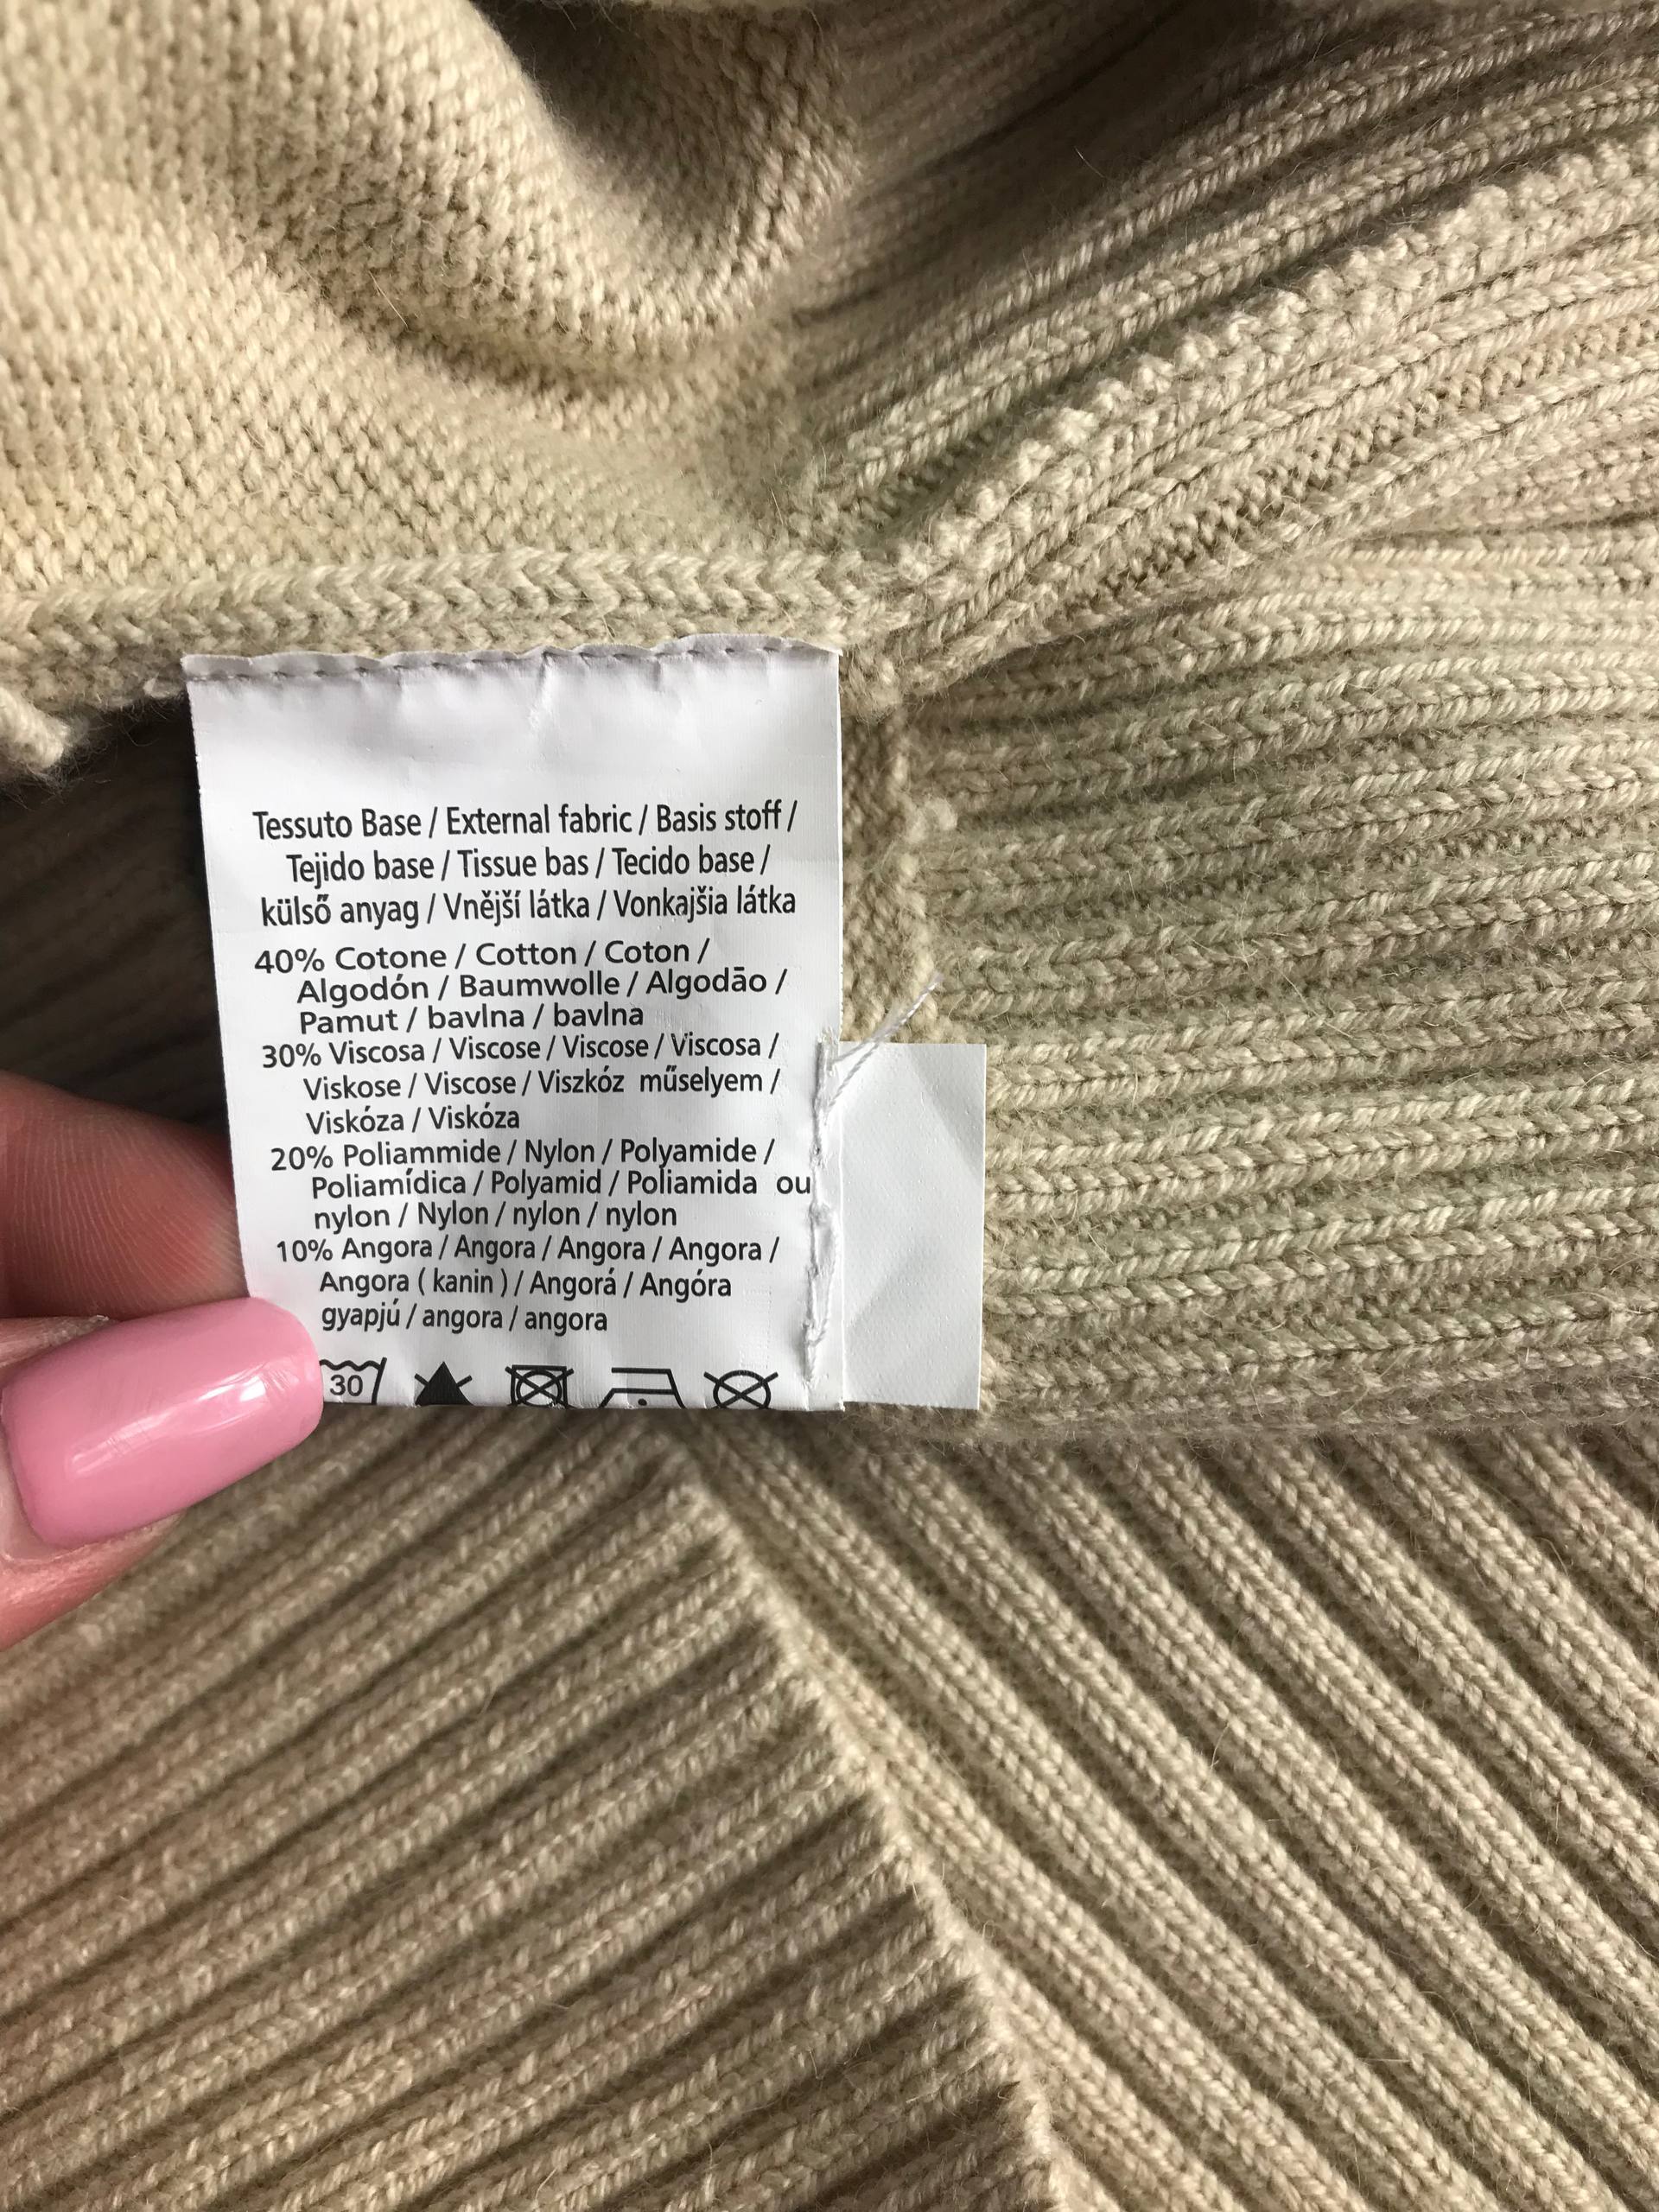 Tessuto Base / External fabric / Basis stoff /
Tejido base / Tissue bas / Tecido base /
külső anyag / Vnější látka / Vonkajšia látka
40% Cotone / Cotton / Coton /
Algodón / Baumwolle / Algodāo /
Pamut / bavlna / bavlna
30% Viscosa / Viscose / Viscose / Viscosa /
Viskose / Viscose / Viszkóz műselyem /
Viskóza / Viskóza
20% Poliammide / Nylon / Polyamide /
Poliamídica / Polyamid / Poliamida ou
nylon / Nylon / nylon / nylon
10% Angora / Angora / Angora / Angora /
Angora ( kanin ) / Angorá / Angóra
gyapjú / angora / angora
30